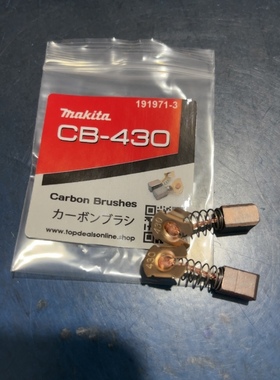 191971-3
makita
CB-430
Carbon Brushes
カーボンブラシ
www.topdealsonline.shop